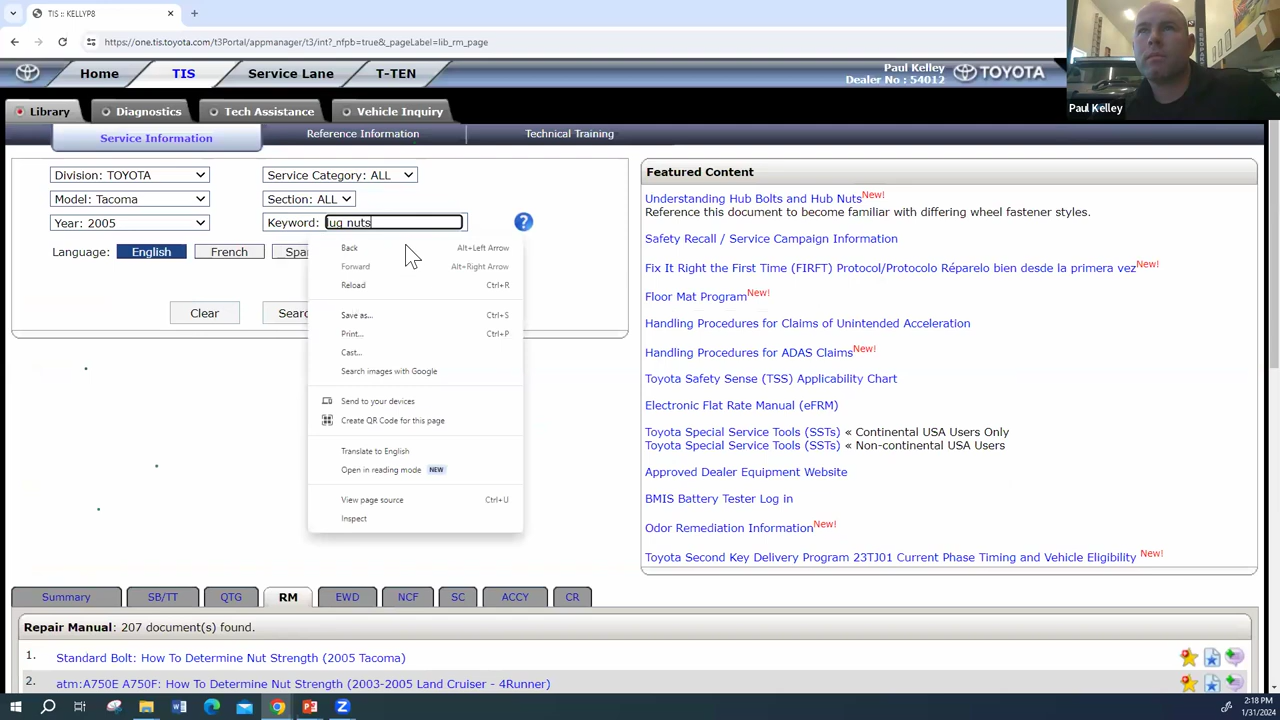 TIS :: KELLYP8
https://one.tis.toyota.com/t3Portal/appmanager/t3/int?_nfpb=true&_pageLabel=lib_rm_page
Home TIS Service Lane T-TEN
Paul Kelley
Dealer No : 54012
TOYOTA
Paul Kelley
Library Diagnostics Tech Assistance Vehicle Inquiry
Service Information Reference Information Technical Training
Division: TOYOTA Service Category: ALL
Model: Tacoma Section: ALL
Year: 2005 Keyword: lug nuts ?
Language: English French Spa
Clear Searc
Back Alt+Left Arrow
Forward Alt+Right Arrow
Reload Ctrl+R
Save as... Ctrl+S
Print... Ctrl+P
Cast...
Search images with Google
Send to your devices
Create QR Code for this page
Translate to English
Open in reading mode NEW
View page source Ctrl+U
Inspect
Featured Content
Understanding Hub Bolts and Hub Nuts New!
Reference this document to become familiar with differing wheel fastener styles.
Safety Recall / Service Campaign Information
Fix It Right the First Time (FIRFT) Protocol/Protocolo Réparelo bien desde la primera vez New!
Floor Mat Program New!
Handling Procedures for Claims of Unintended Acceleration
Handling Procedures for ADAS Claims New!
Toyota Safety Sense (TSS) Applicability Chart
Electronic Flat Rate Manual (eFRM)
Toyota Special Service Tools (SSTs) « Continental USA Users Only
Toyota Special Service Tools (SSTs) « Non-continental USA Users
Approved Dealer Equipment Website
BMIS Battery Tester Log in
Odor Remediation Information New!
Toyota Second Key Delivery Program 23TJ01 Current Phase Timing and Vehicle Eligibility New!
Summary SB/TT QTG RM EWD NCF SC ACCY CR
Repair Manual: 207 document(s) found.
1. Standard Bolt: How To Determine Nut Strength (2005 Tacoma)
2. atm:A750E A750F: How To Determine Nut Strength (2003-2005 Land Cruiser - 4Runner)
2:18 PM
1/31/2024